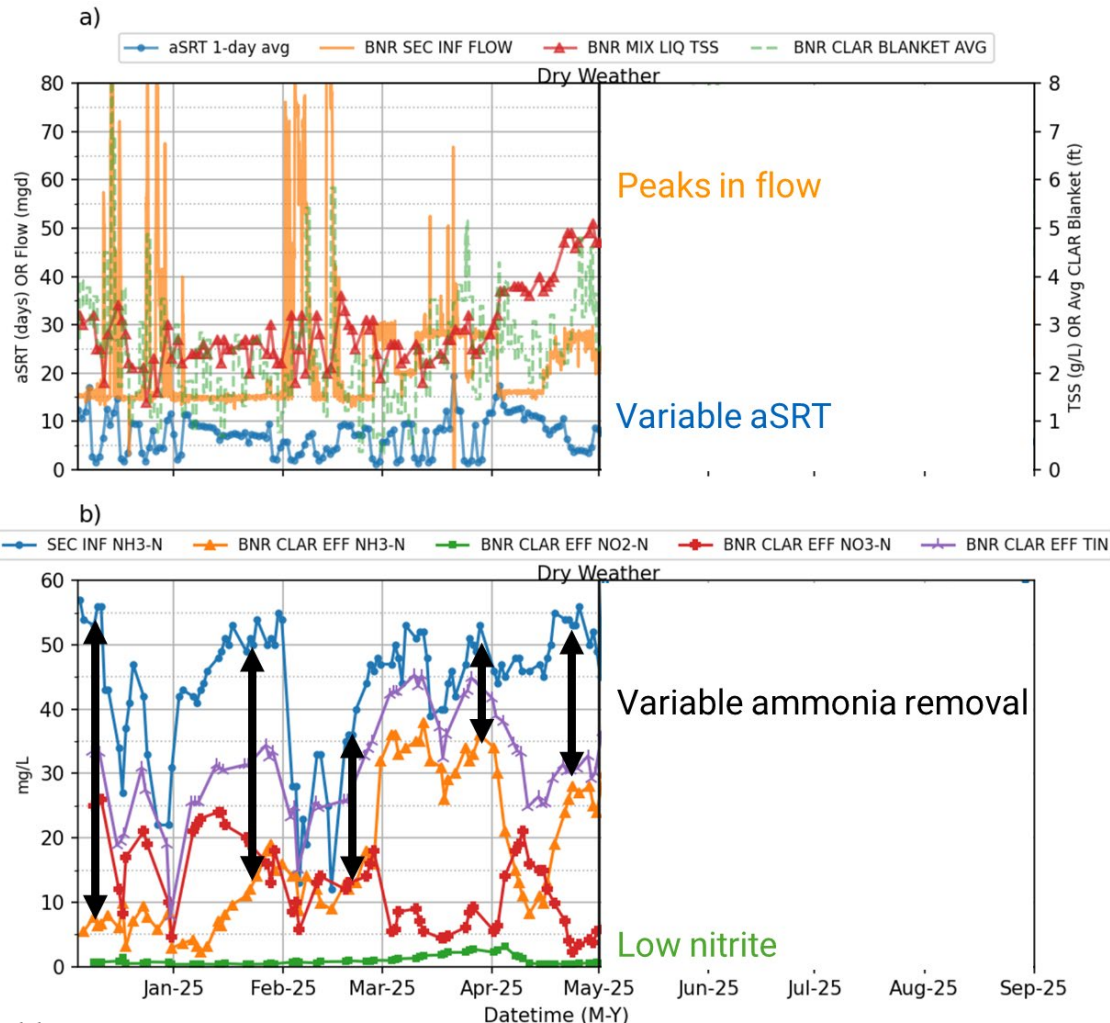 a)
aSRT 1-day avg BNR SEC INF FLOW BNR MIX LIQ TSS BNR CLAR BLANKET AVG
Dry Weather
80
70
60
50
40
30
20
10
0
aSRT (days) OR Flow (mgd)
8
7
6
5
4
3
2
1
0
TSS (g/L) OR Avg CLAR Blanket (ft)
Peaks in flow
Variable aSRT
b)
SEC INF NH3-N BNR CLAR EFF NH3-N BNR CLAR EFF NO2-N BNR CLAR EFF NO3-N BNR CLAR EFF TIN
Dry Weather
60
50
40
30
20
10
0
mg/L
Variable ammonia removal
Low nitrite
Jan-25 Feb-25 Mar-25 Apr-25 May-25 Jun-25 Jul-25 Aug-25 Sep-25
Datetime (M-Y)